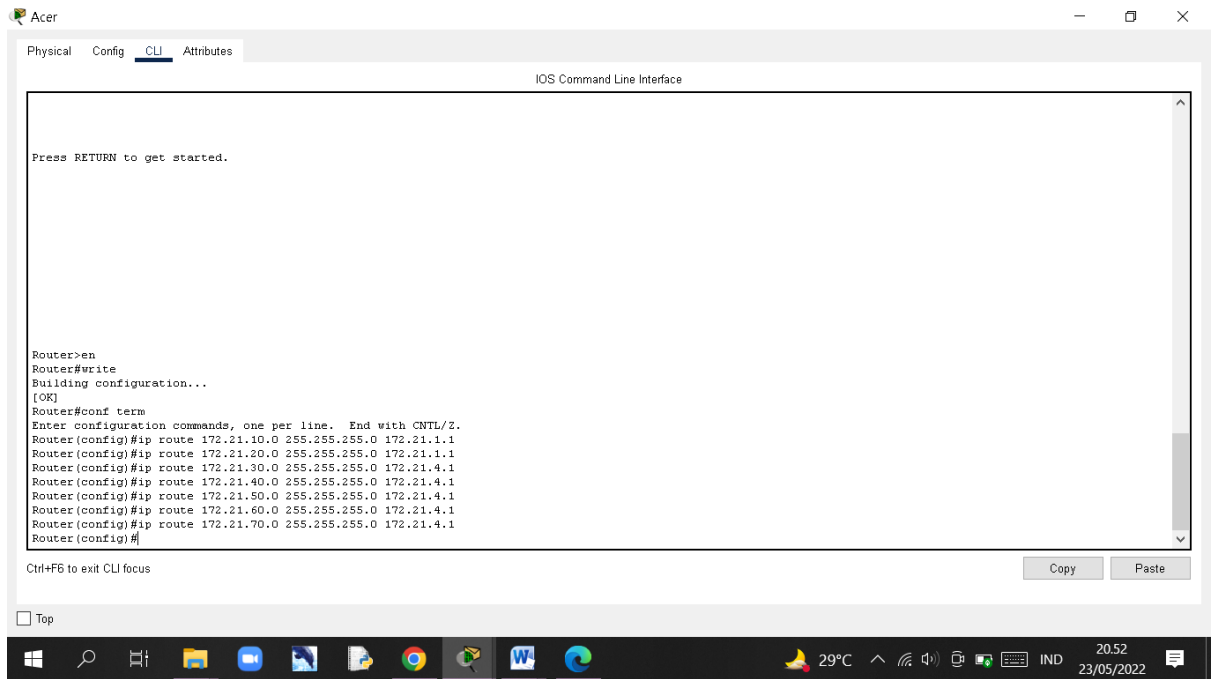 Acer
Physical Config CLI Attributes
IOS Command Line Interface
Press RETURN to get started.
Router>en
Router#write
Building configuration...
[OK]
Router#conf term
Enter configuration commands, one per line.  End with CNTL/Z.
Router(config)#ip route 172.21.10.0 255.255.255.0 172.21.1.1
Router(config)#ip route 172.21.20.0 255.255.255.0 172.21.1.1
Router(config)#ip route 172.21.30.0 255.255.255.0 172.21.4.1
Router(config)#ip route 172.21.40.0 255.255.255.0 172.21.4.1
Router(config)#ip route 172.21.50.0 255.255.255.0 172.21.4.1
Router(config)#ip route 172.21.60.0 255.255.255.0 172.21.4.1
Router(config)#ip route 172.21.70.0 255.255.255.0 172.21.4.1
Router(config)#
Ctrl+F6 to exit CLI focus
Copy Paste
Top
29°C IND
20.52
23/05/2022